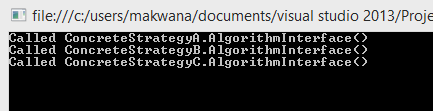 file:///c:/users/makwana/documents/visual studio 2013/Proje
Called ConcreteStrategyA.AlgorithmInterface()
Called ConcreteStrategyB.AlgorithmInterface()
Called ConcreteStrategyC.AlgorithmInterface()